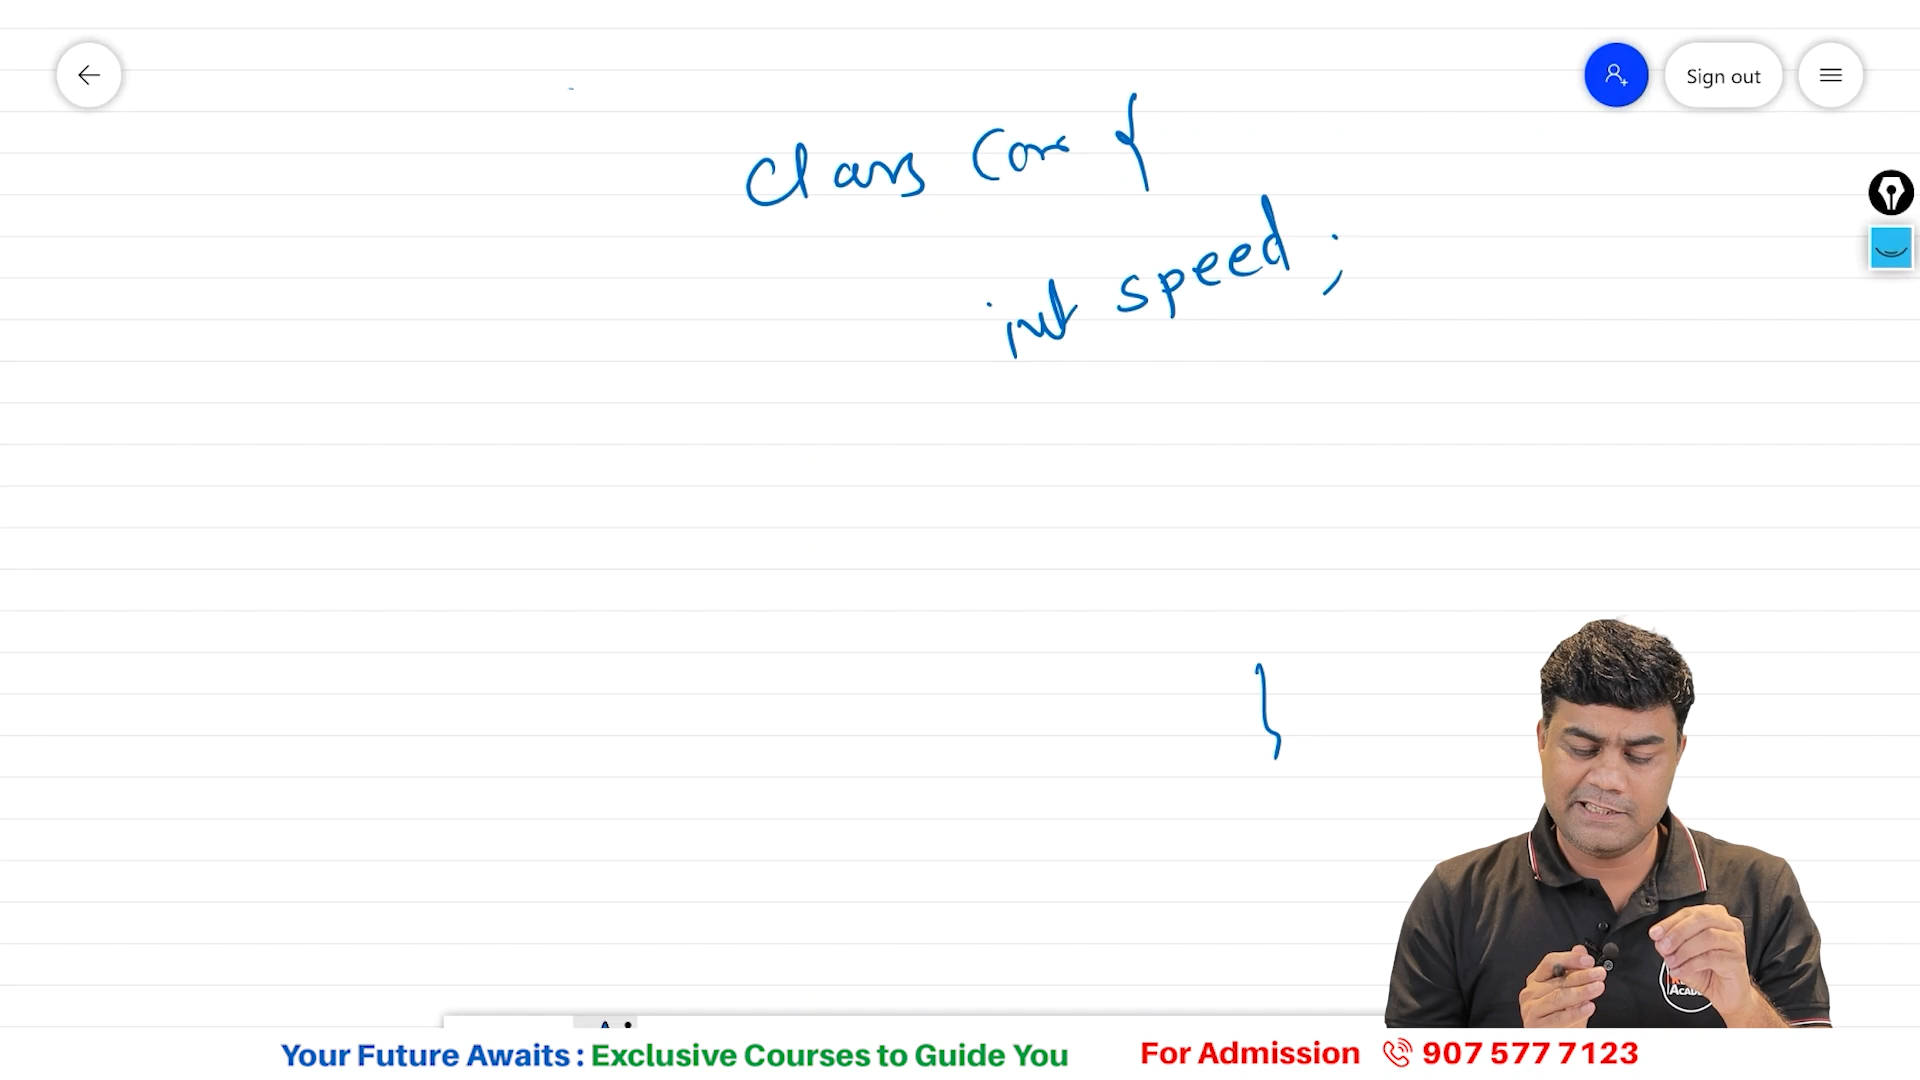 Sign out
class Car {
int speed ;
}
ACADE
Your Future Awaits : Exclusive Courses to Guide You
For Admission 907 577 7123